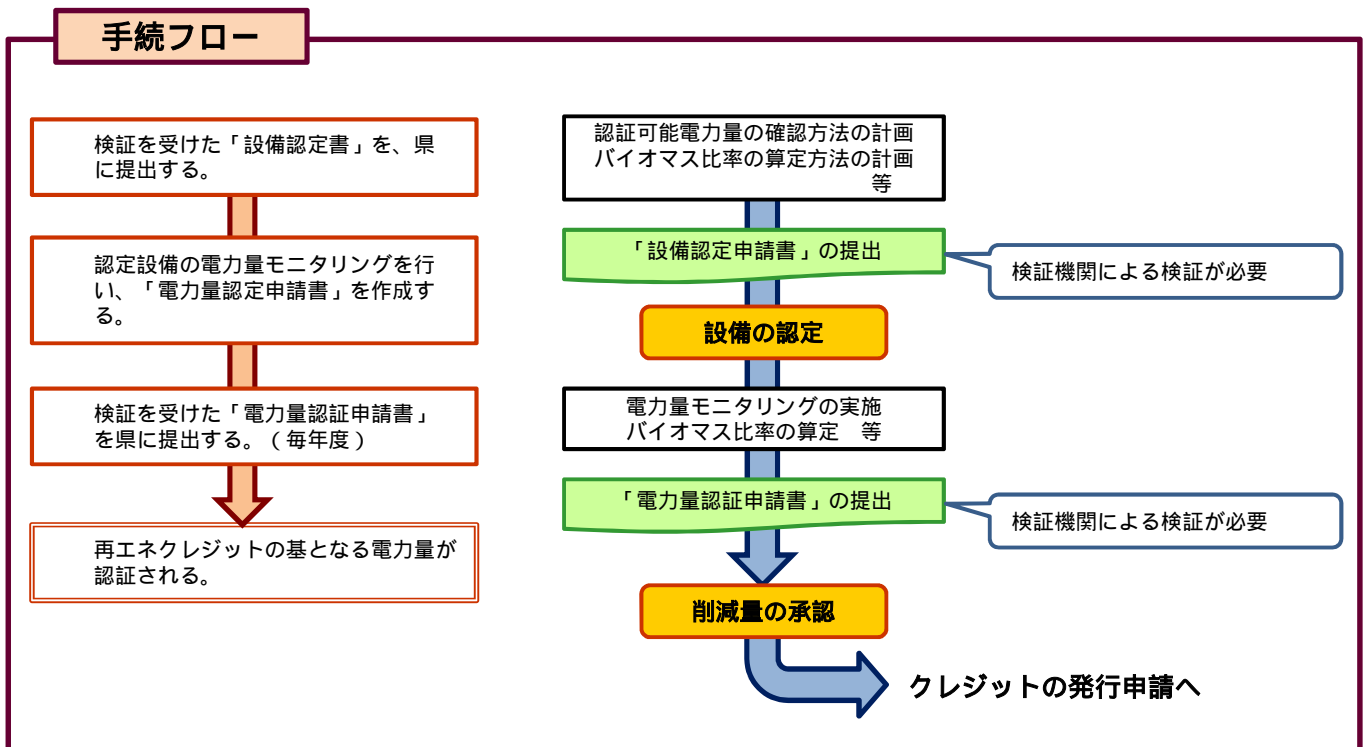 手続フロー
検証を受けた「設備認定書」を、県
に提出する。
認定設備の電力量モニタリングを行
い、「電力量認定申請書」を作成す
る。
検証を受けた「電力量認証申請書」
を県に提出する。(毎年度)
再エネクレジットの基となる電力量が
認証される。
認証可能電力量の確認方法の計画
バイオマス比率の算定方法の計画
等
「設備認定申請書」の提出
検証機関による検証が必要
設備の認定
電力量モニタリングの実施
バイオマス比率の算定 等
「電力量認証申請書」の提出
検証機関による検証が必要
削減量の承認
クレジットの発行申請へ